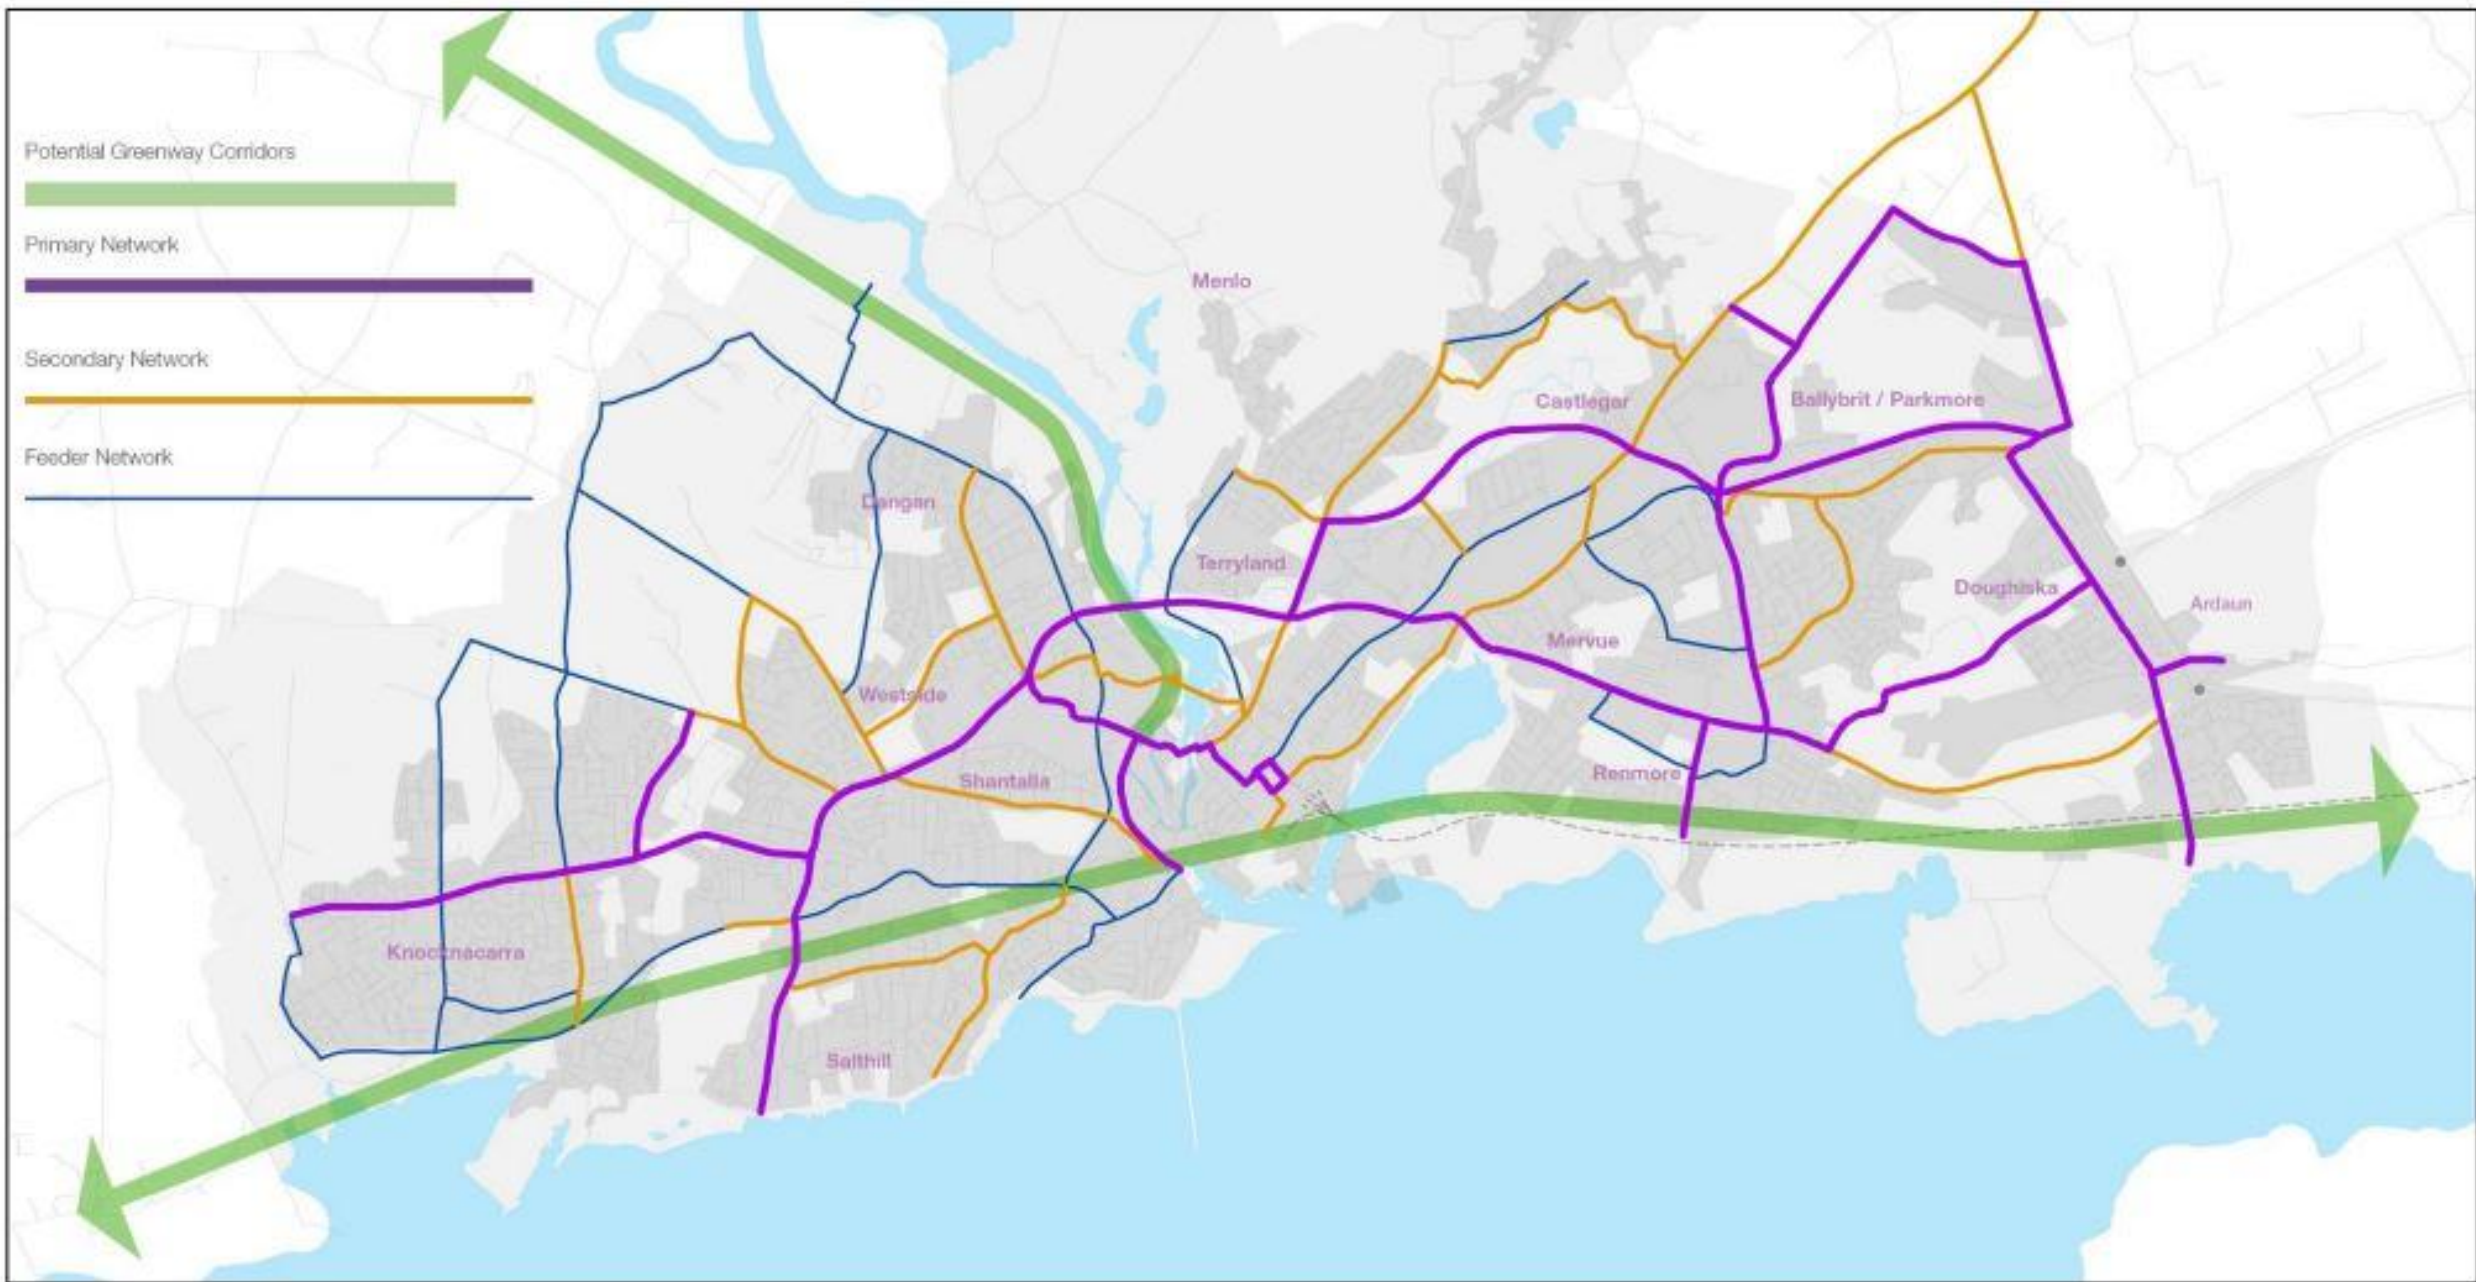 Potential Greenway Corridors
Primary Network
Secondary Network
Feeder Network
Menlo
Castlegar
Ballybrit / Parkmore
Dangan
Terryland
Doughiska
Ardaun
Mervue
Westside
Shantalla
Renmore
Knocknacarra
Salthill